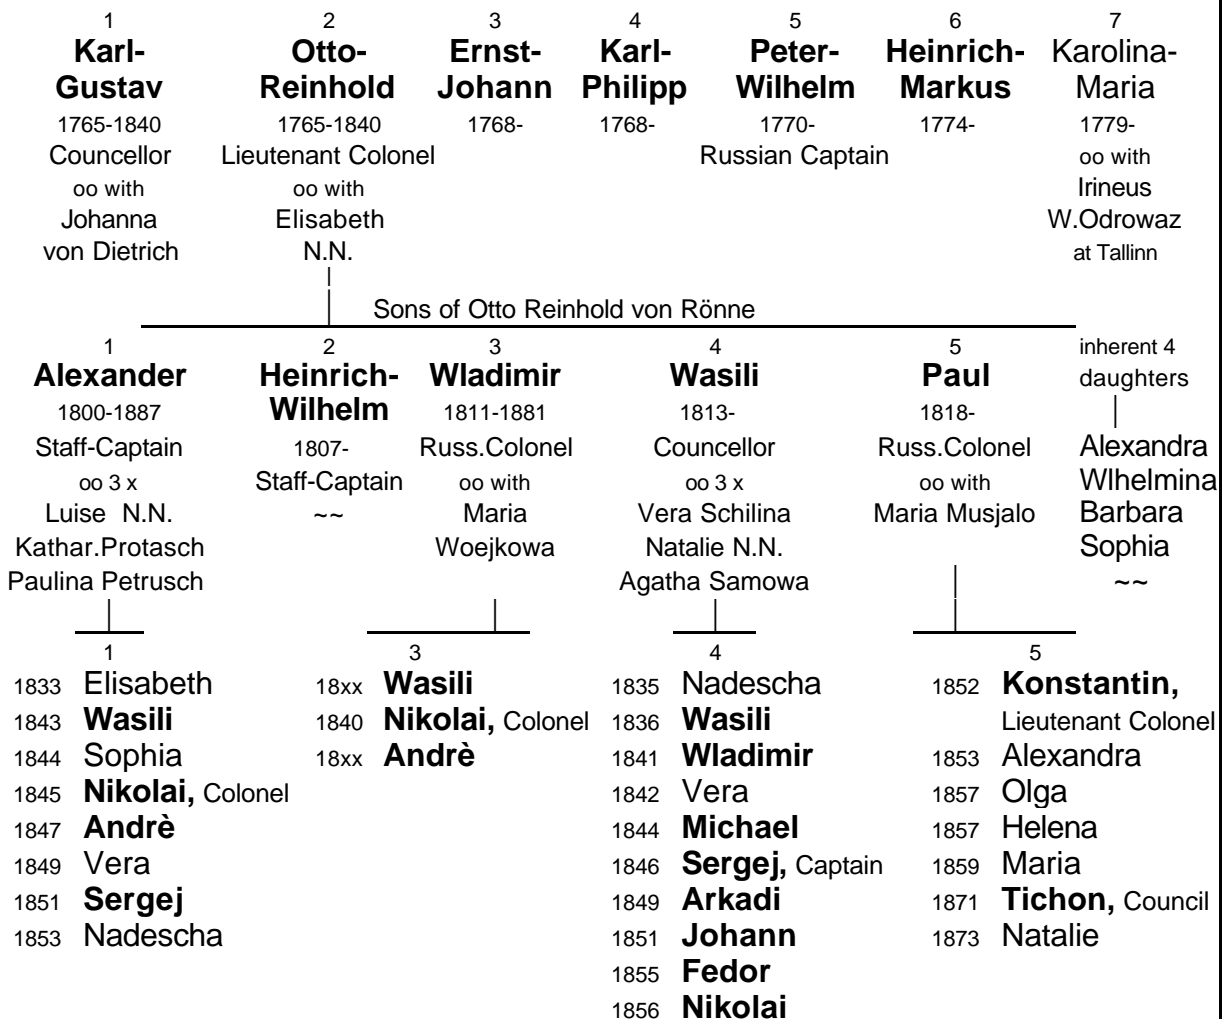 1 2 3 4 5 6 7
Karl- Otto- Ernst- Karl- Peter- Heinrich- Karolina-
Gustav Reinhold Johann Philipp Wilhelm Markus Maria
1765-1840 1765-1840 1768- 1768- 1770- 1774- 1779-
Councellor Lieutenant Colonel Russian Captain oo with
oo with oo with Irineus
Johanna Elisabeth W.Odrowaz
von Dietrich N.N. at Tallinn
Sons of Otto Reinhold von Rönne
1 2 3 4 5 inherent 4
Alexander Heinrich- Wladimir Wasili Paul daughters
1800-1887 Wilhelm 1811-1881 1813- 1818-
Staff-Captain 1807- Russ.Colonel Councellor Russ.Colonel Alexandra
oo 3 x Staff-Captain oo with oo 3 x oo with Wlhelmina
Luise N.N. ~~ Maria Vera Schilina Maria Musjalo Barbara
Kathar.Protasch Woejkowa Natalie N.N. Sophia
Paulina Petrusch Agatha Samowa ~~
1 3 4 5
1833 Elisabeth 18xx Wasili 1835 Nadescha 1852 Konstantin,
1843 Wasili 1840 Nikolai, Colonel 1836 Wasili Lieutenant Colonel
1844 Sophia 18xx Andrè 1841 Wladimir 1853 Alexandra
1845 Nikolai, Colonel 1842 Vera 1857 Olga
1847 Andrè 1844 Michael 1857 Helena
1849 Vera 1846 Sergej, Captain 1859 Maria
1851 Sergej 1849 Arkadi 1871 Tichon, Council
1853 Nadescha 1851 Johann 1873 Natalie
1855 Fedor
1856 Nikolai